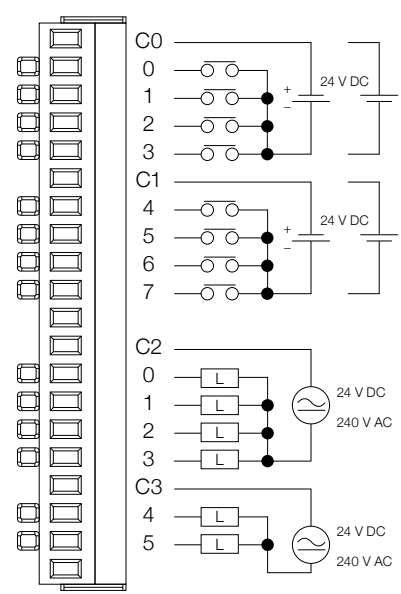 C0
0
1
2
3
+
−
24 V DC
C1
4
5
6
7
+
−
24 V DC
C2
0 L
1 L
2 L
3 L
24 V DC
240 V AC
C3
4 L
5 L
24 V DC
240 V AC